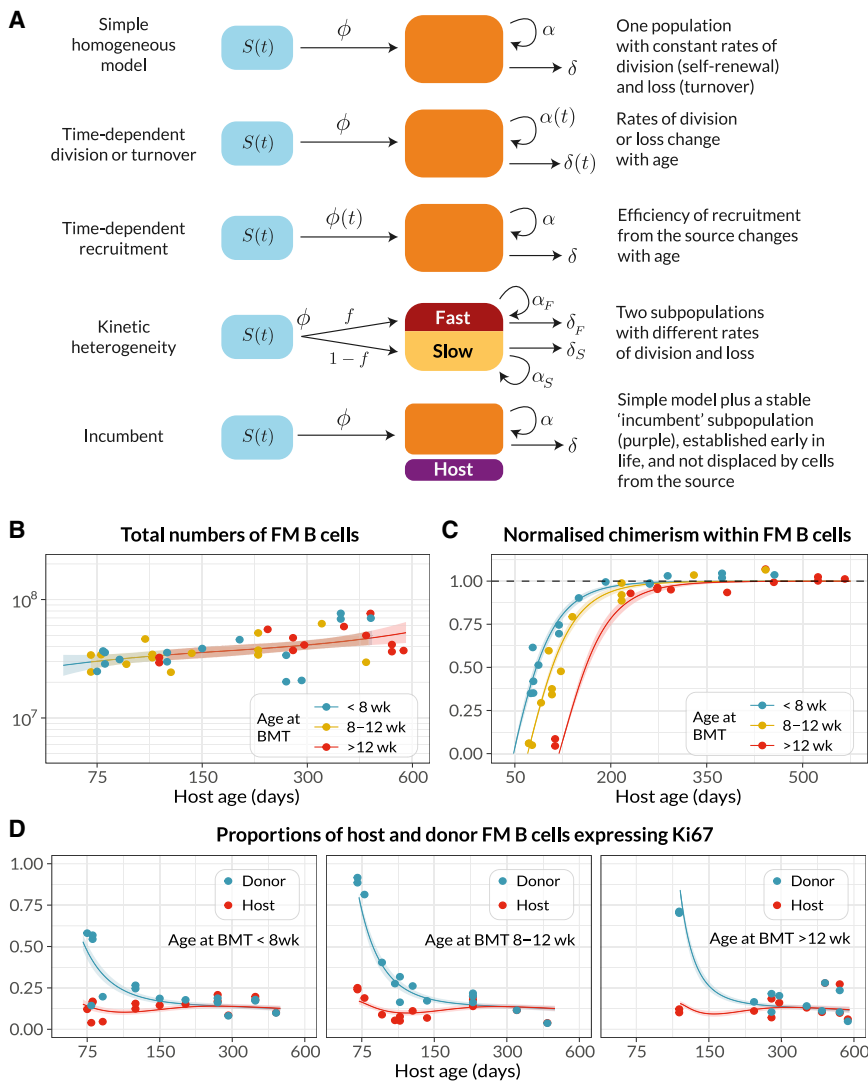 A
Simple
homogeneous
model
S(t)
ϕ
α
δ
One population
with constant rates of
division (self-renewal)
and loss (turnover)
Time-dependent
division or turnover
S(t)
ϕ
α(t)
δ(t)
Rates of division
or loss change
with age
Time-dependent
recruitment
S(t)
ϕ(t)
α
δ
Efficiency of recruitment
from the source changes
with age
Kinetic
heterogeneity
S(t)
ϕ
f
1 − f
Fast
Slow
α_F
δ_F
δ_S
α_S
Two subpopulations
with different rates
of division and loss
Incumbent
S(t)
ϕ
α
δ
Host
Simple model plus a stable
‘incumbent’ subpopulation
(purple), established early in
life, and not displaced by cells
from the source
B
Total numbers of FM B cells
10^8
10^7
75 150 300 600
Host age (days)
Age at
BMT
< 8 wk
8−12 wk
>12 wk
C
Normalised chimerism within FM B cells
1.00
0.75
0.50
0.25
0.00
50 200 350 500
Host age (days)
Age at
BMT
< 8 wk
8−12 wk
>12 wk
D
Proportions of host and donor FM B cells expressing Ki67
1.00
0.75
0.50
0.25
0.00
Donor
Host
Age at BMT < 8wk
75 150 300 600
Donor
Host
Age at BMT 8−12 wk
75 150 300 600
Donor
Host
Age at BMT >12 wk
75 150 300 600
Host age (days)